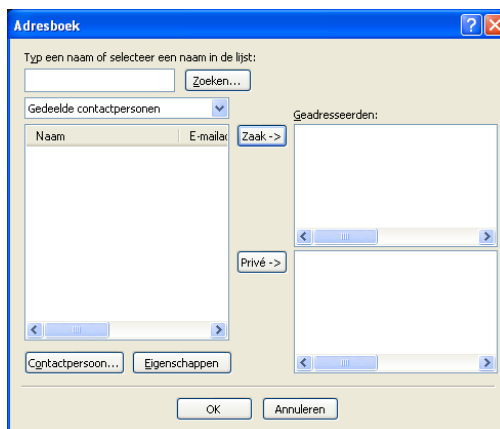 Adresboek
Typ een naam of selecteer een naam in de lijst:
Zoeken...
Gedeelde contactpersonen
Geadresseerden:
Naam E-mailad
Zaak ->
Privé ->
Contactpersoon... Eigenschappen
OK Annuleren